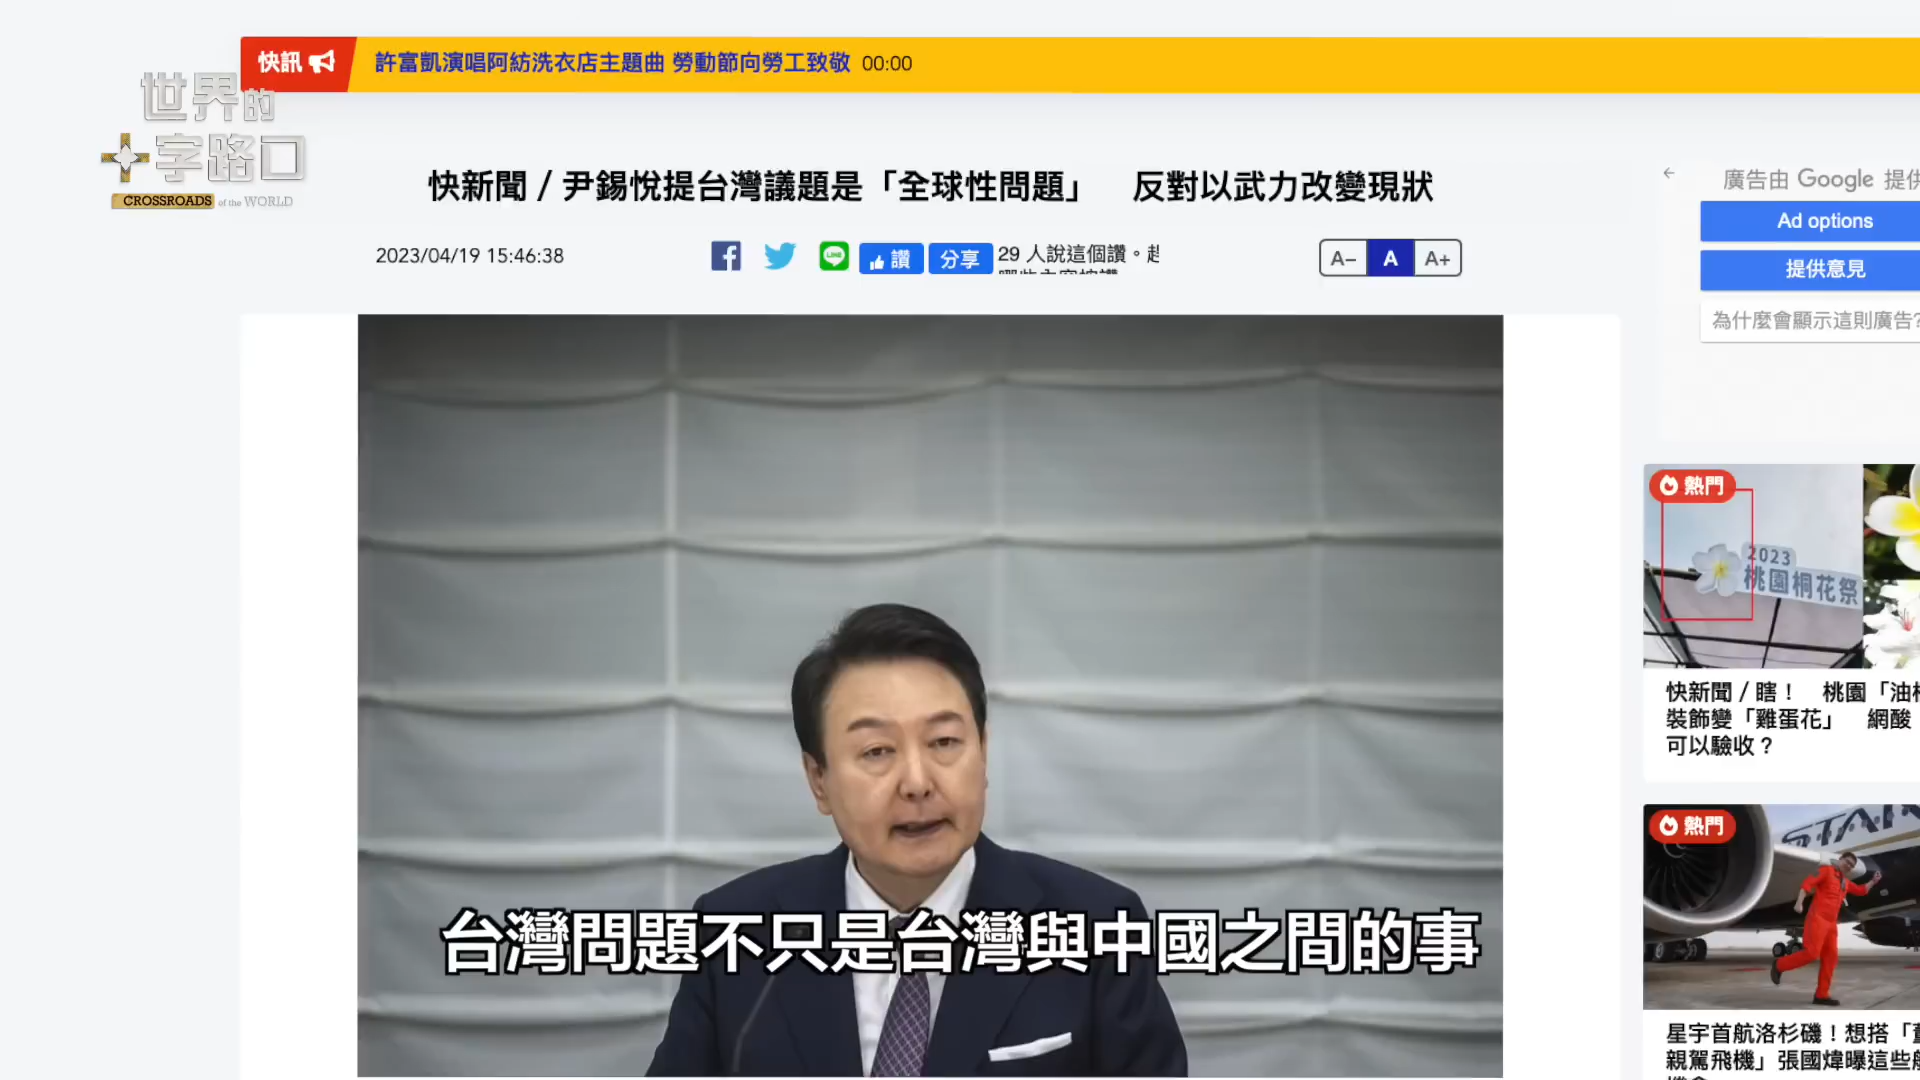 快訊
許富凱演唱阿紡洗衣店主題曲 勞動節向勞工致敬 00:00
世界的
十字路口
CROSSROADS of the WORLD
快新聞/尹錫悅提台灣議題是「全球性問題」 反對以武力改變現狀
2023/04/19 15:46:38
讚
分享
29 人說這個讚。
A−
A
A+
廣告由 Google 提供
Ad options
提供意見
為什麼會顯示這則廣告?
熱門
2023
桃園桐花祭
快新聞/瞎! 桃園「油
裝飾變「雞蛋花」 網酸
可以驗收?
熱門
STAR
星宇首航洛杉磯!想搭「
親駕飛機」張國煒曝這些
台灣問題不只是台灣與中國之間的事